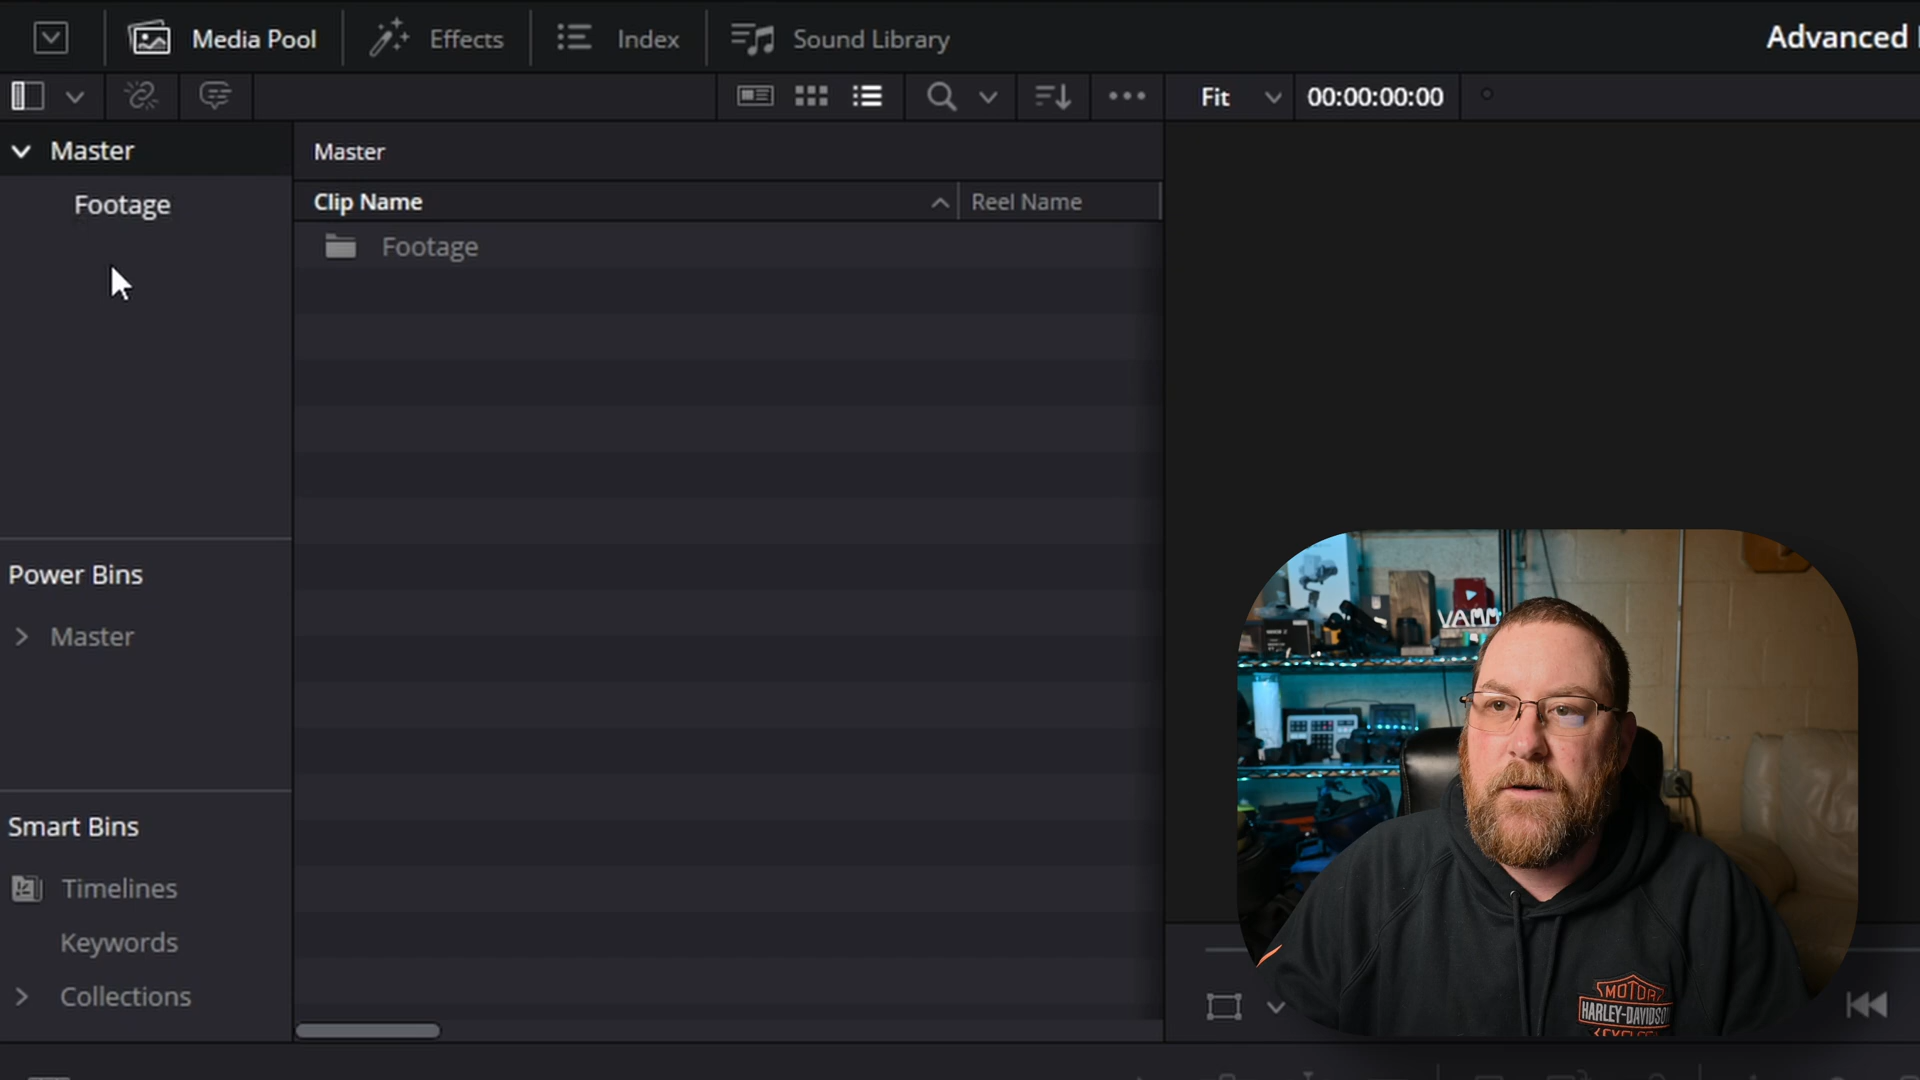 Media Pool
Effects
Index
Sound Library
Advanced
Fit
00:00:00:00
Master
Footage
Master
Clip Name
Reel Name
Footage
Power Bins
Master
Smart Bins
Timelines
Keywords
Collections
VAMM
MOTOR
HARLEY-DAVIDSO